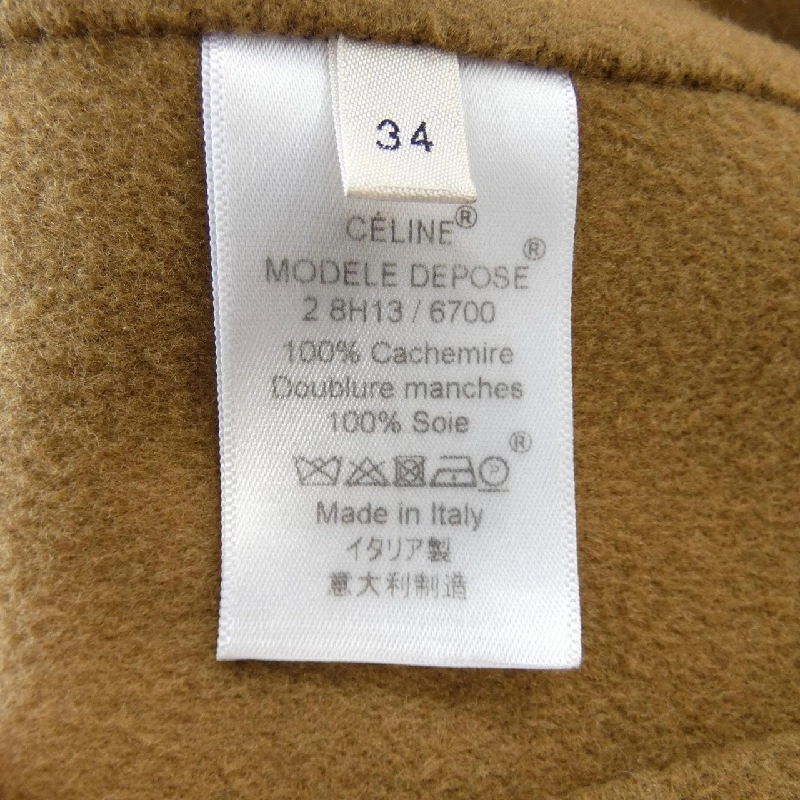 34
CÉLINE®
MODELE DEPOSE®
2 8H13 / 6700
100% Cachemire
Doublure manches
100% Soie
P ®
Made in Italy
イタリア製
意大利制造